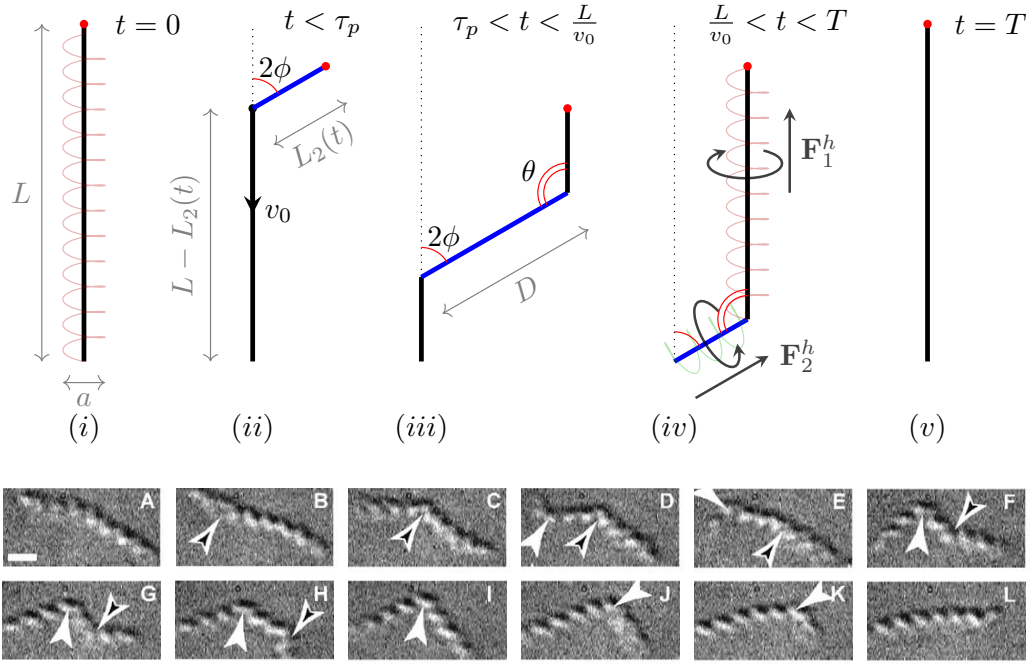 t = 0
t < τ_p
τ_p < t < L/v_0
L/v_0 < t < T
t = T
L
a
2ϕ
L_2(t)
L − L_2(t)
v_0
2ϕ
θ
D
F_1^h
F_2^h
(i)
(ii)
(iii)
(iv)
(v)
A
B
C
D
E
F
G
H
I
J
K
L